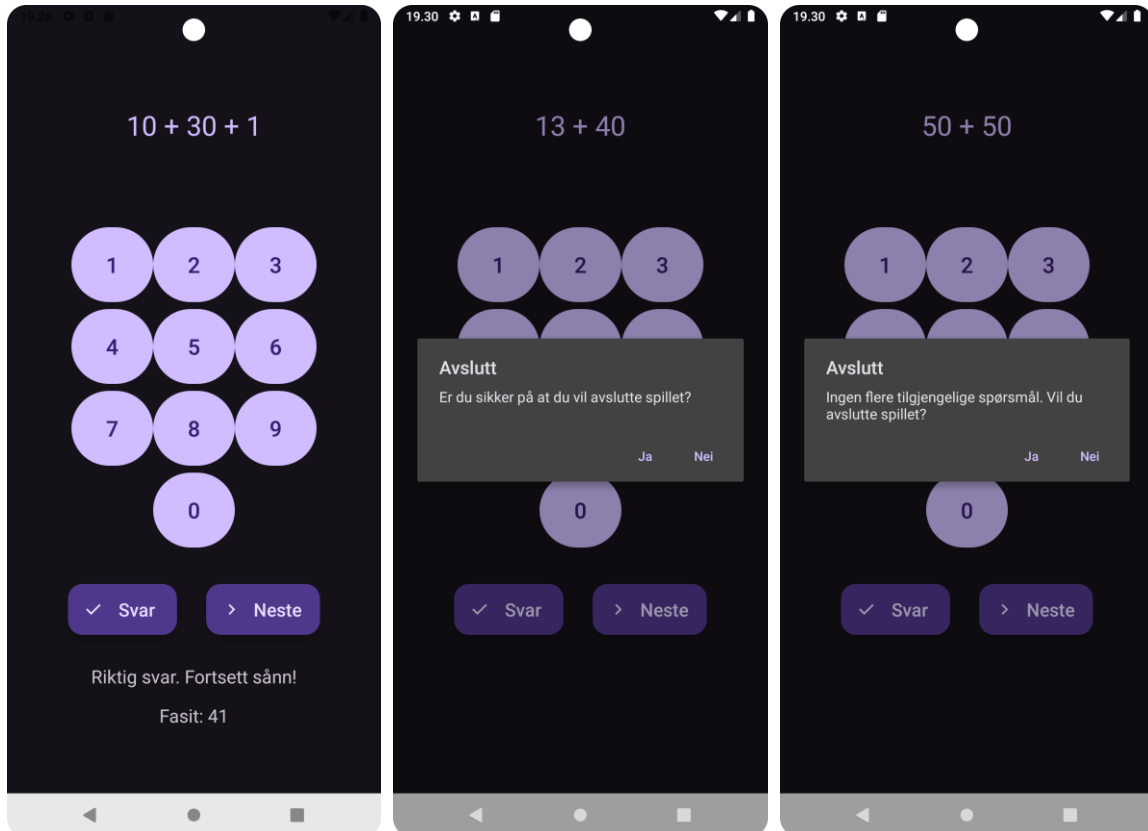 19.28
10 + 30 + 1
1 2 3
4 5 6
7 8 9
0
Svar Neste
Riktig svar. Fortsett sånn!
Fasit: 41
19.30
13 + 40
1 2 3
Avslutt
Er du sikker på at du vil avslutte spillet?
Ja Nei
0
Svar Neste
19.30
50 + 50
1 2 3
Avslutt
Ingen flere tilgjengelige spørsmål. Vil du
avslutte spillet?
Ja Nei
0
Svar Neste